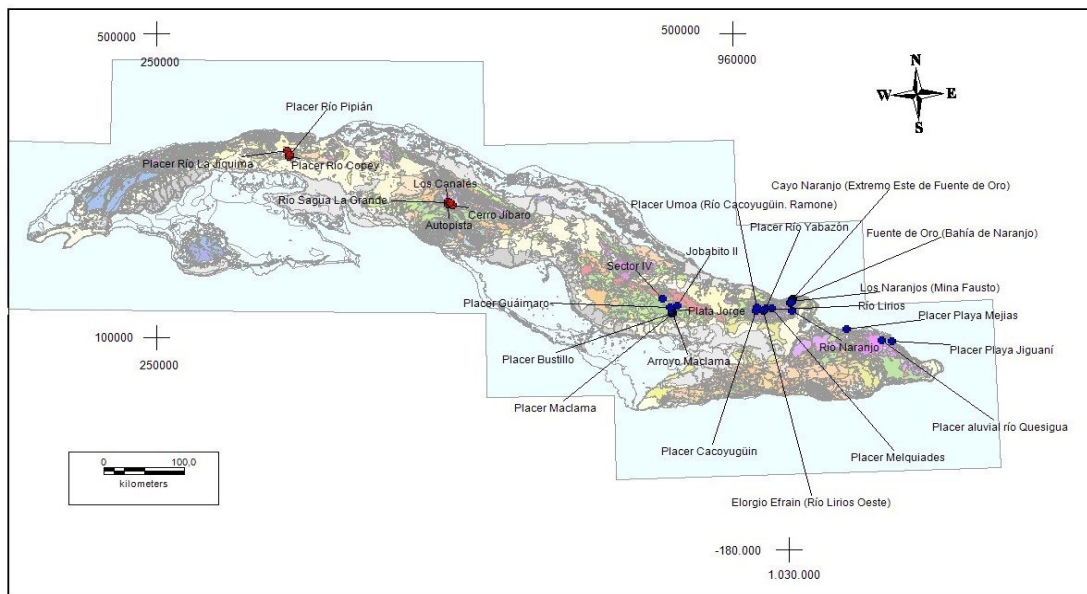 500000
250000
500000
960000
N
W E
S
Placer Río Pipián
Placer Río La Jíquima
Placer Río Copey
Los Canales
Río Sagua La Grande
Cerro Jíbaro
Autopista
Cayo Naranjo (Extremo Este de Fuente de Oro)
Placer Umoa (Río Cacoyugüin. Ramone)
Placer Río Yabazón
Fuente de Oro (Bahía de Naranjo)
Jobabito II
Sector IV
Los Naranjos (Mina Fausto)
Placer Guáimaro
Plata Jorge
Río Lirios
Placer Playa Mejias
100000
250000
Placer Bustillo
Arroyo Maclama
Río Naranjo
Placer Playa Jiguaní
Placer Maclama
Placer aluvial río Quesigua
Placer Cacoyugüin
Placer Melquiades
0 100,0
kilometers
Elorgio Efrain (Río Lirios Oeste)
-180.000
1.030.000